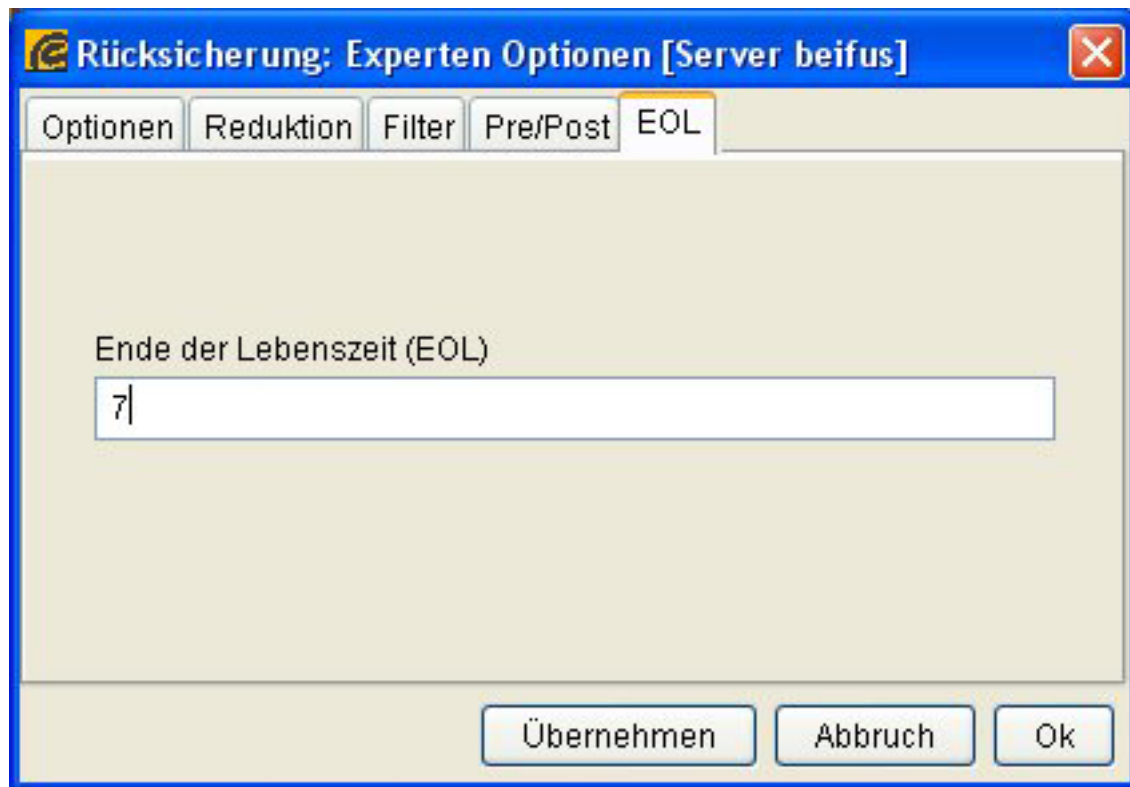 Rücksicherung: Experten Optionen [Server beifus]
Optionen Reduktion Filter Pre/Post EOL
Ende der Lebenszeit (EOL)
7
Übernehmen Abbruch Ok